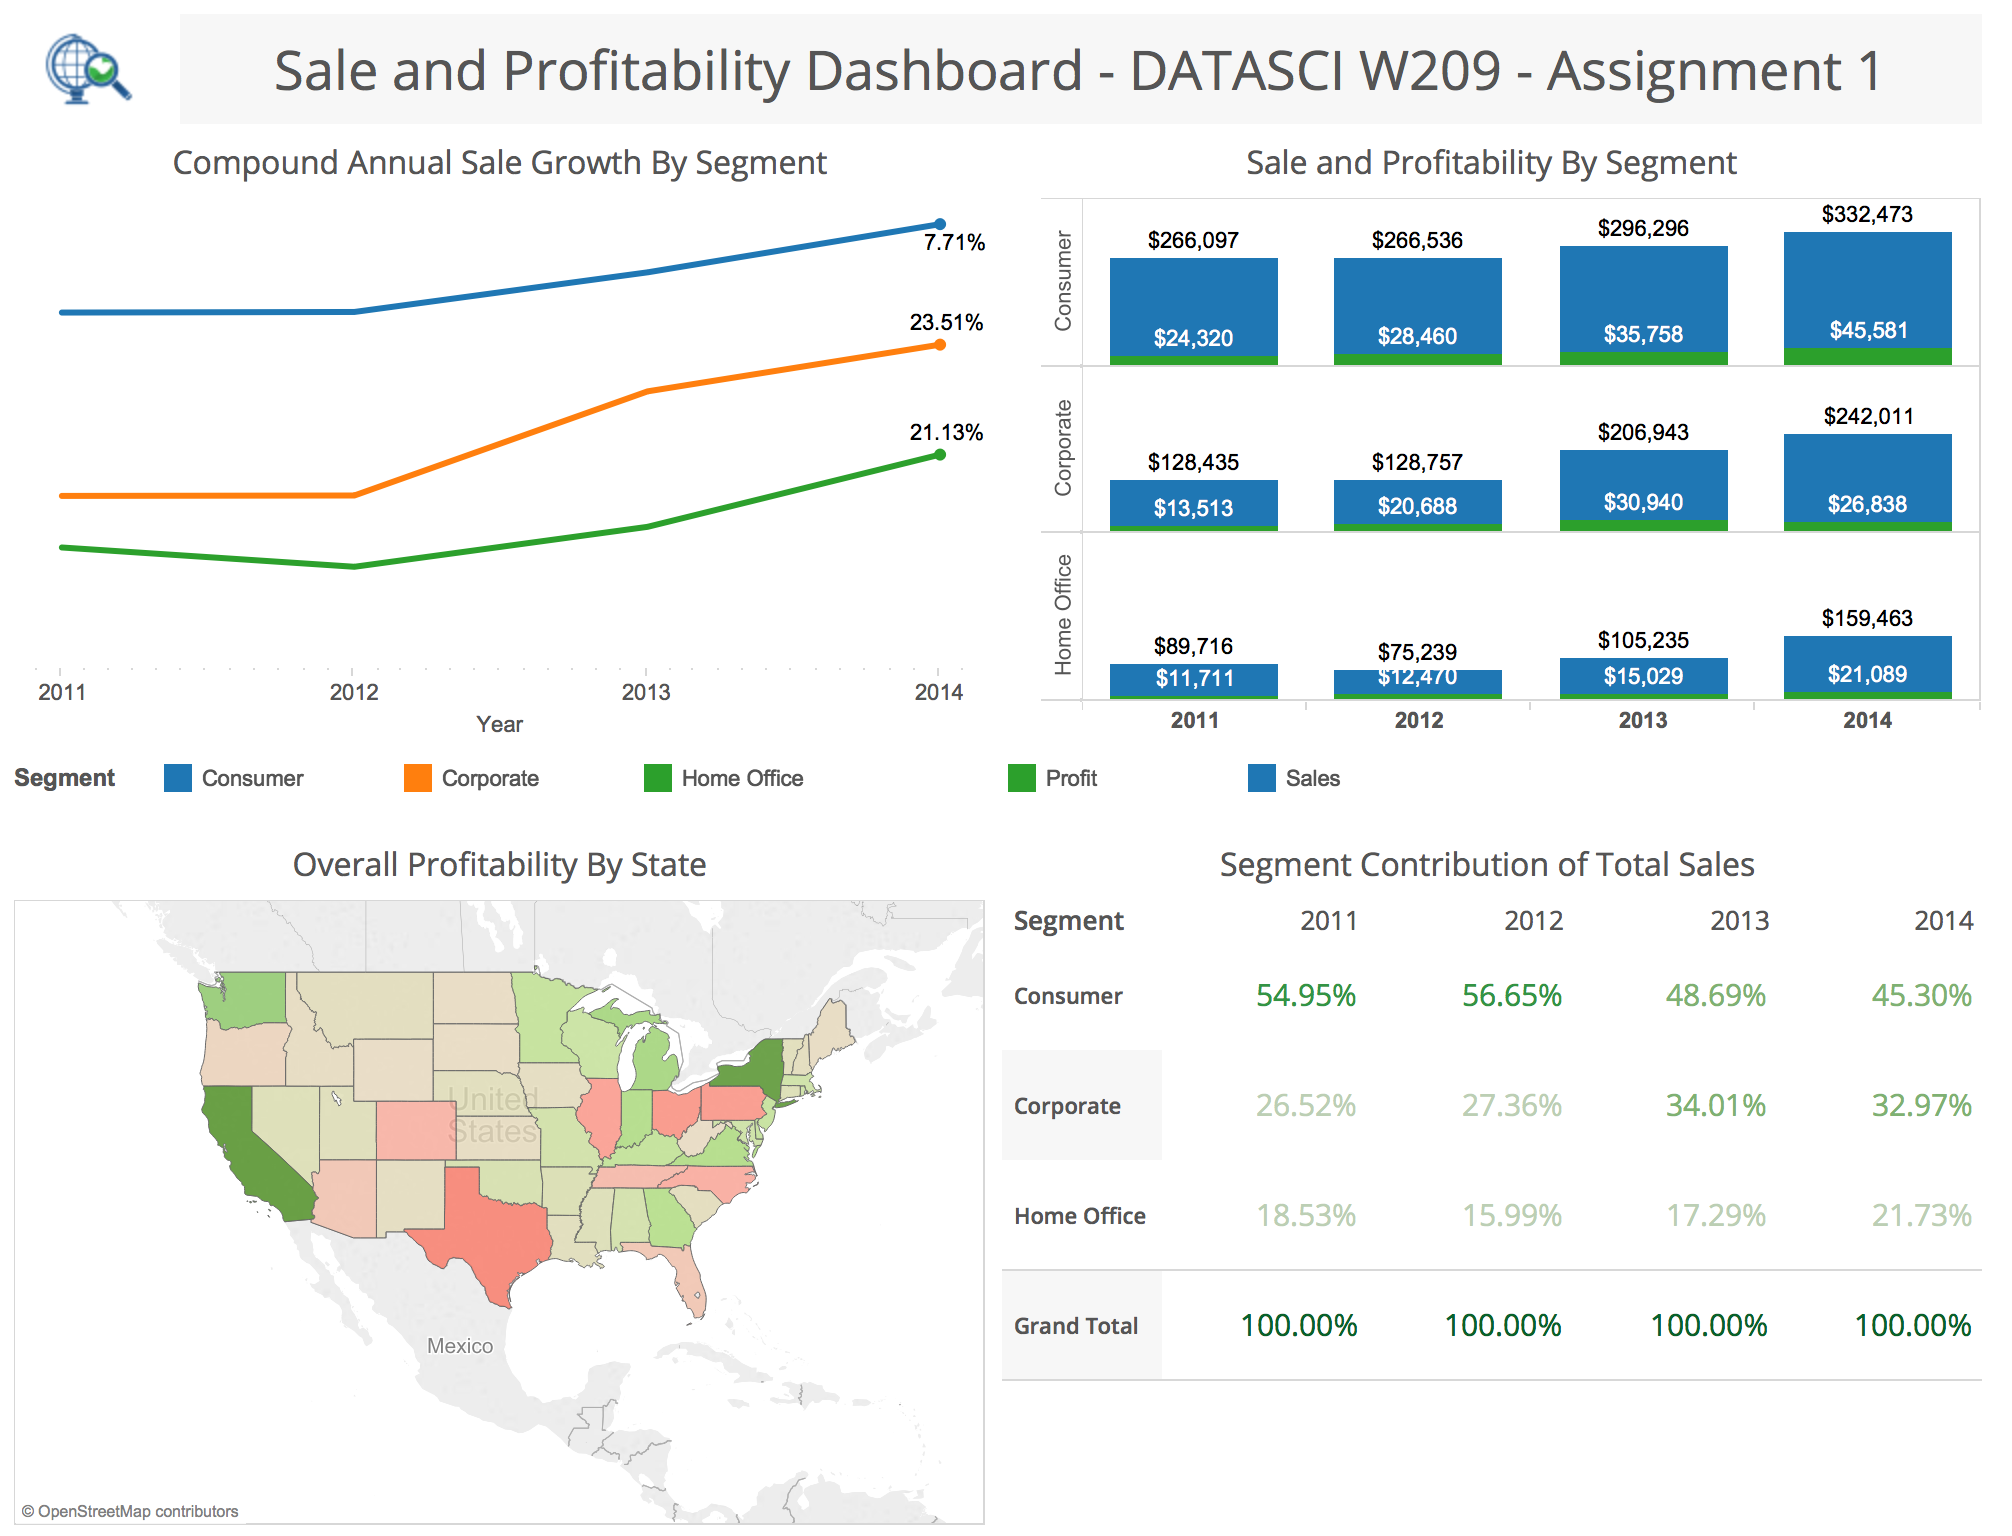 Sale and Profitability Dashboard - DATASCI W209 - Assignment 1
Compound Annual Sale Growth By Segment
7.71%
23.51%
21.13%
2011 2012 2013 2014
Year
Segment Consumer Corporate Home Office
Sale and Profitability By Segment
Consumer
$266,097 $266,536 $296,296 $332,473
$24,320 $28,460 $35,758 $45,581
Corporate
$128,435 $128,757 $206,943 $242,011
$13,513 $20,688 $30,940 $26,838
Home Office
$89,716 $75,239 $105,235 $159,463
$11,711 $12,470 $15,029 $21,089
2011 2012 2013 2014
Profit Sales
Overall Profitability By State
United
States
Mexico
© OpenStreetMap contributors
Segment Contribution of Total Sales
Segment 2011 2012 2013 2014
Consumer 54.95% 56.65% 48.69% 45.30%
Corporate 26.52% 27.36% 34.01% 32.97%
Home Office 18.53% 15.99% 17.29% 21.73%
Grand Total 100.00% 100.00% 100.00% 100.00%